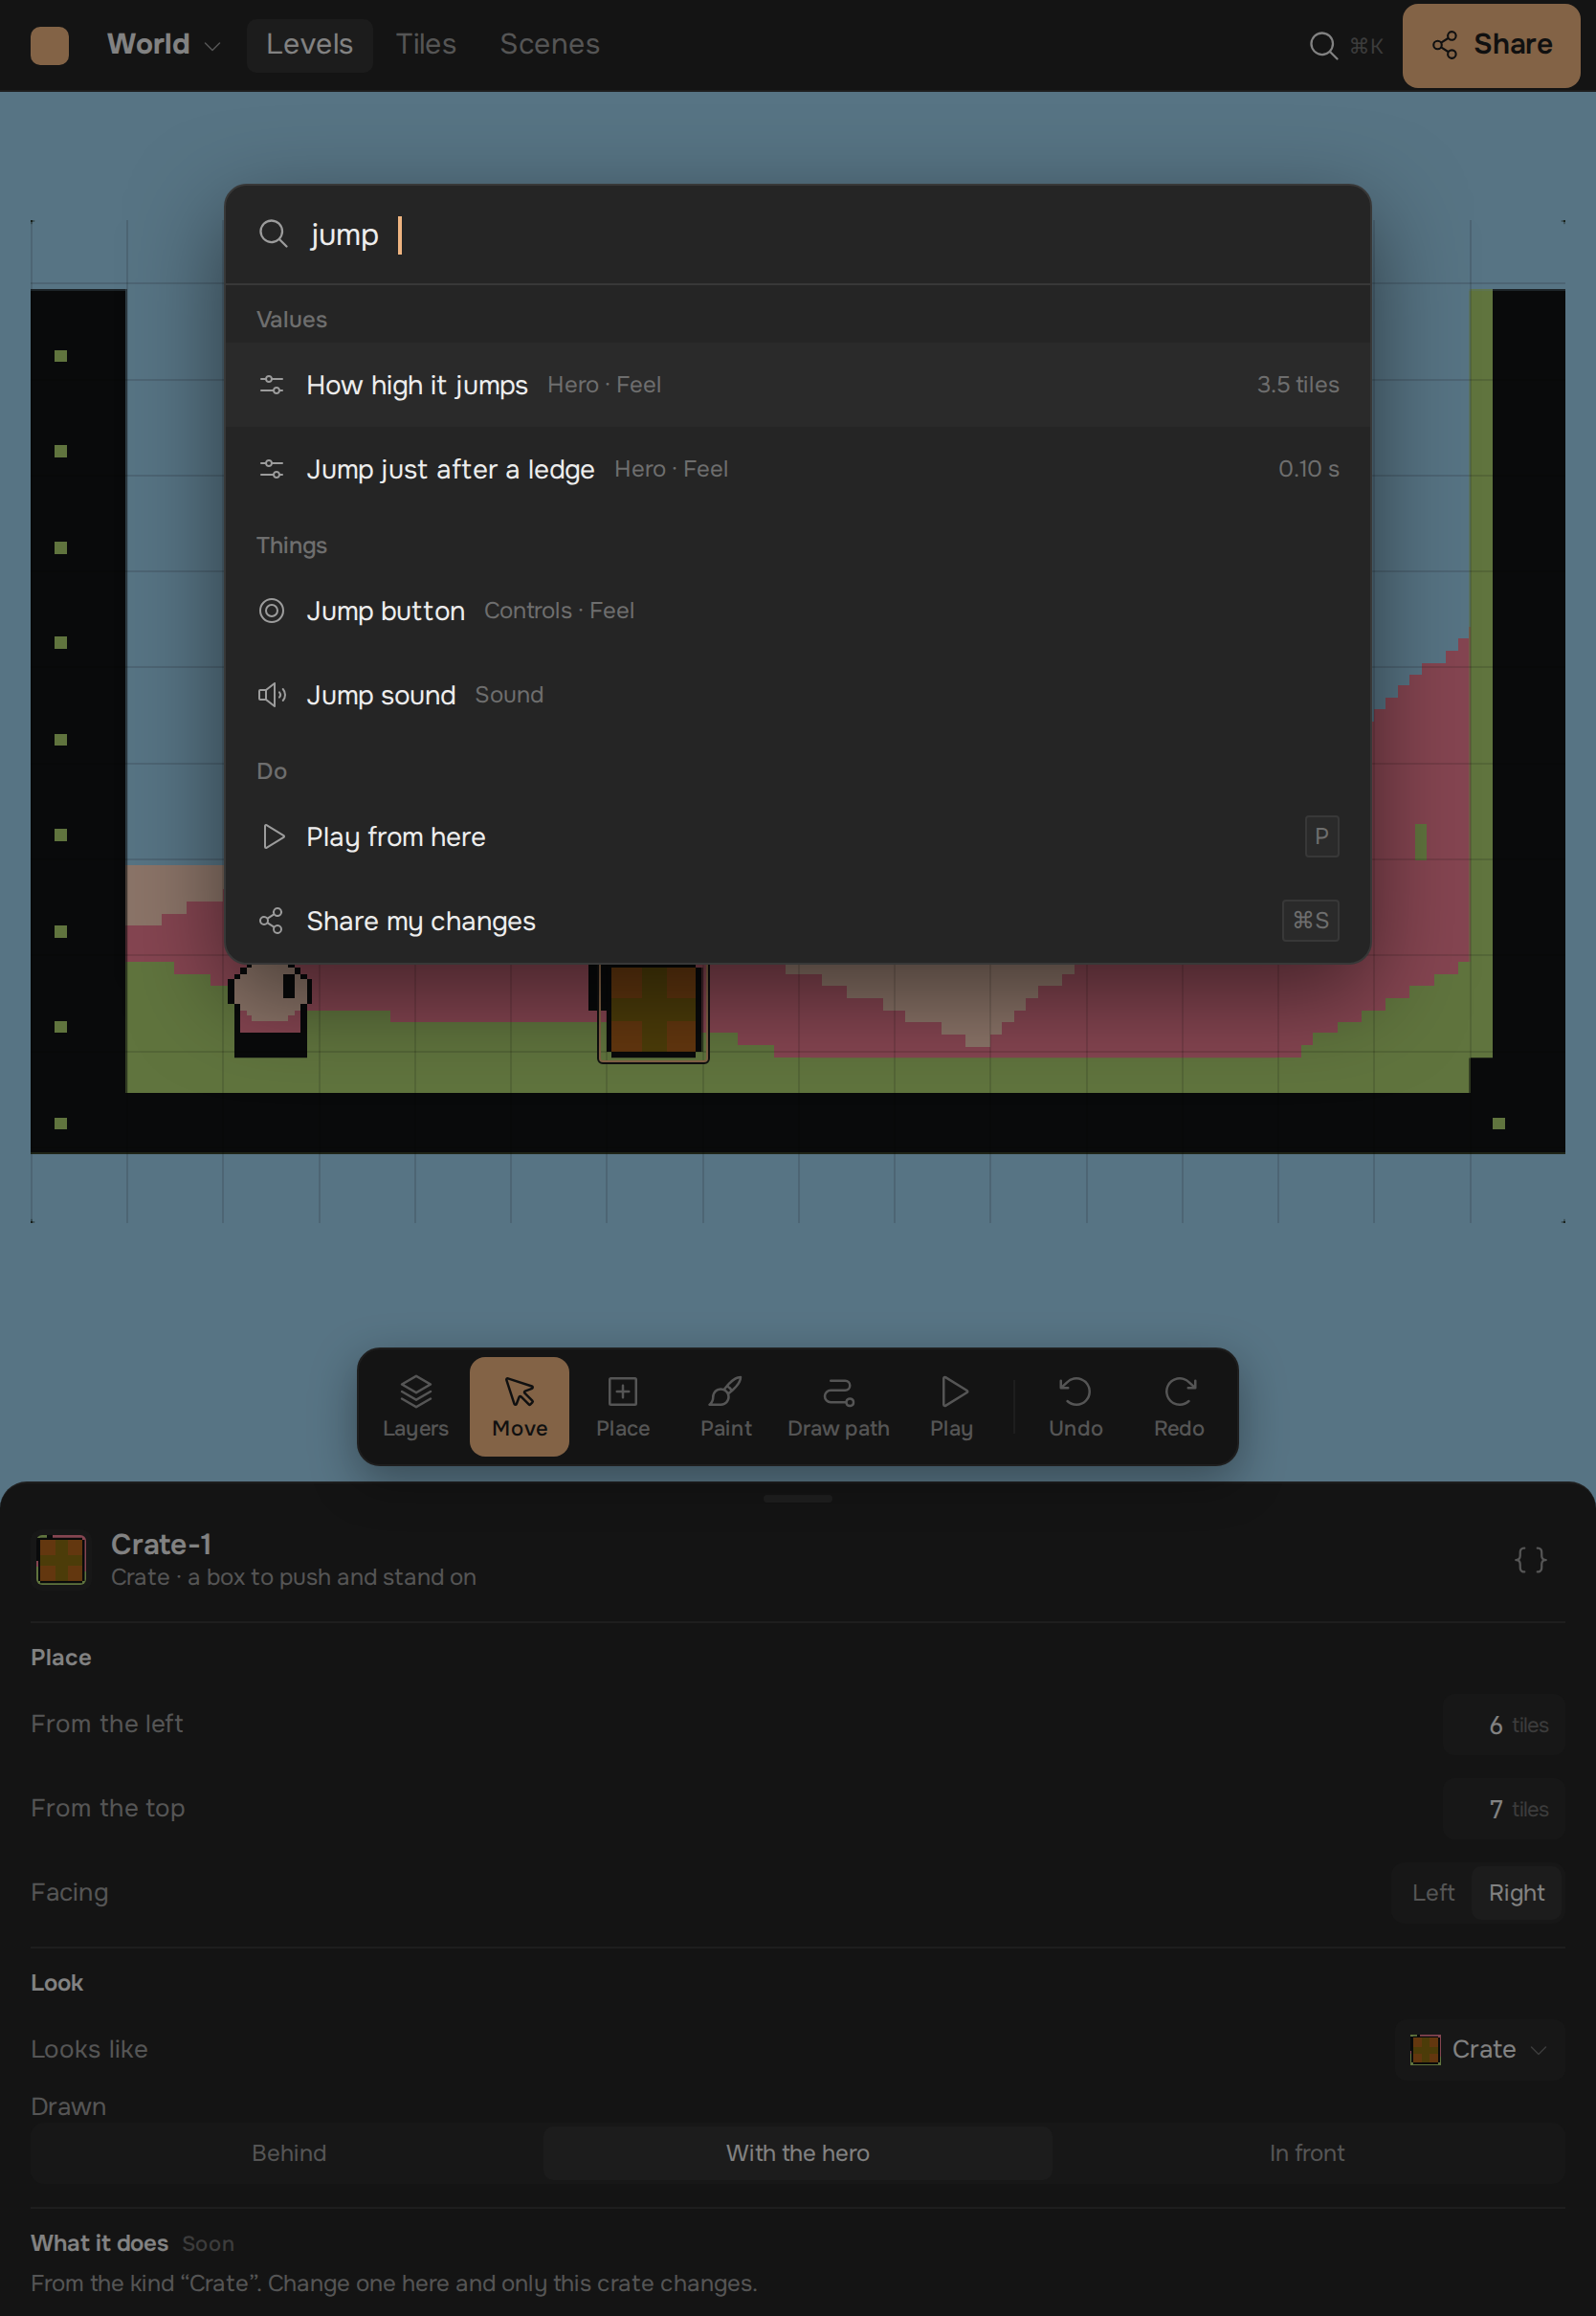 World Levels Tiles Scenes ⌘K Share
jump
Values
How high it jumps Hero · Feel 3.5 tiles
Jump just after a ledge Hero · Feel 0.10 s
Things
Jump button Controls · Feel
Jump sound Sound
Do
Play from here P
Share my changes ⌘S
Layers Move Place Paint Draw path Play Undo Redo
Crate-1
Crate · a box to push and stand on
Place
From the left 6 tiles
From the top 7 tiles
Facing Left Right
Look
Looks like Crate
Drawn
Behind With the hero In front
What it does Soon
From the kind “Crate”. Change one here and only this crate changes.